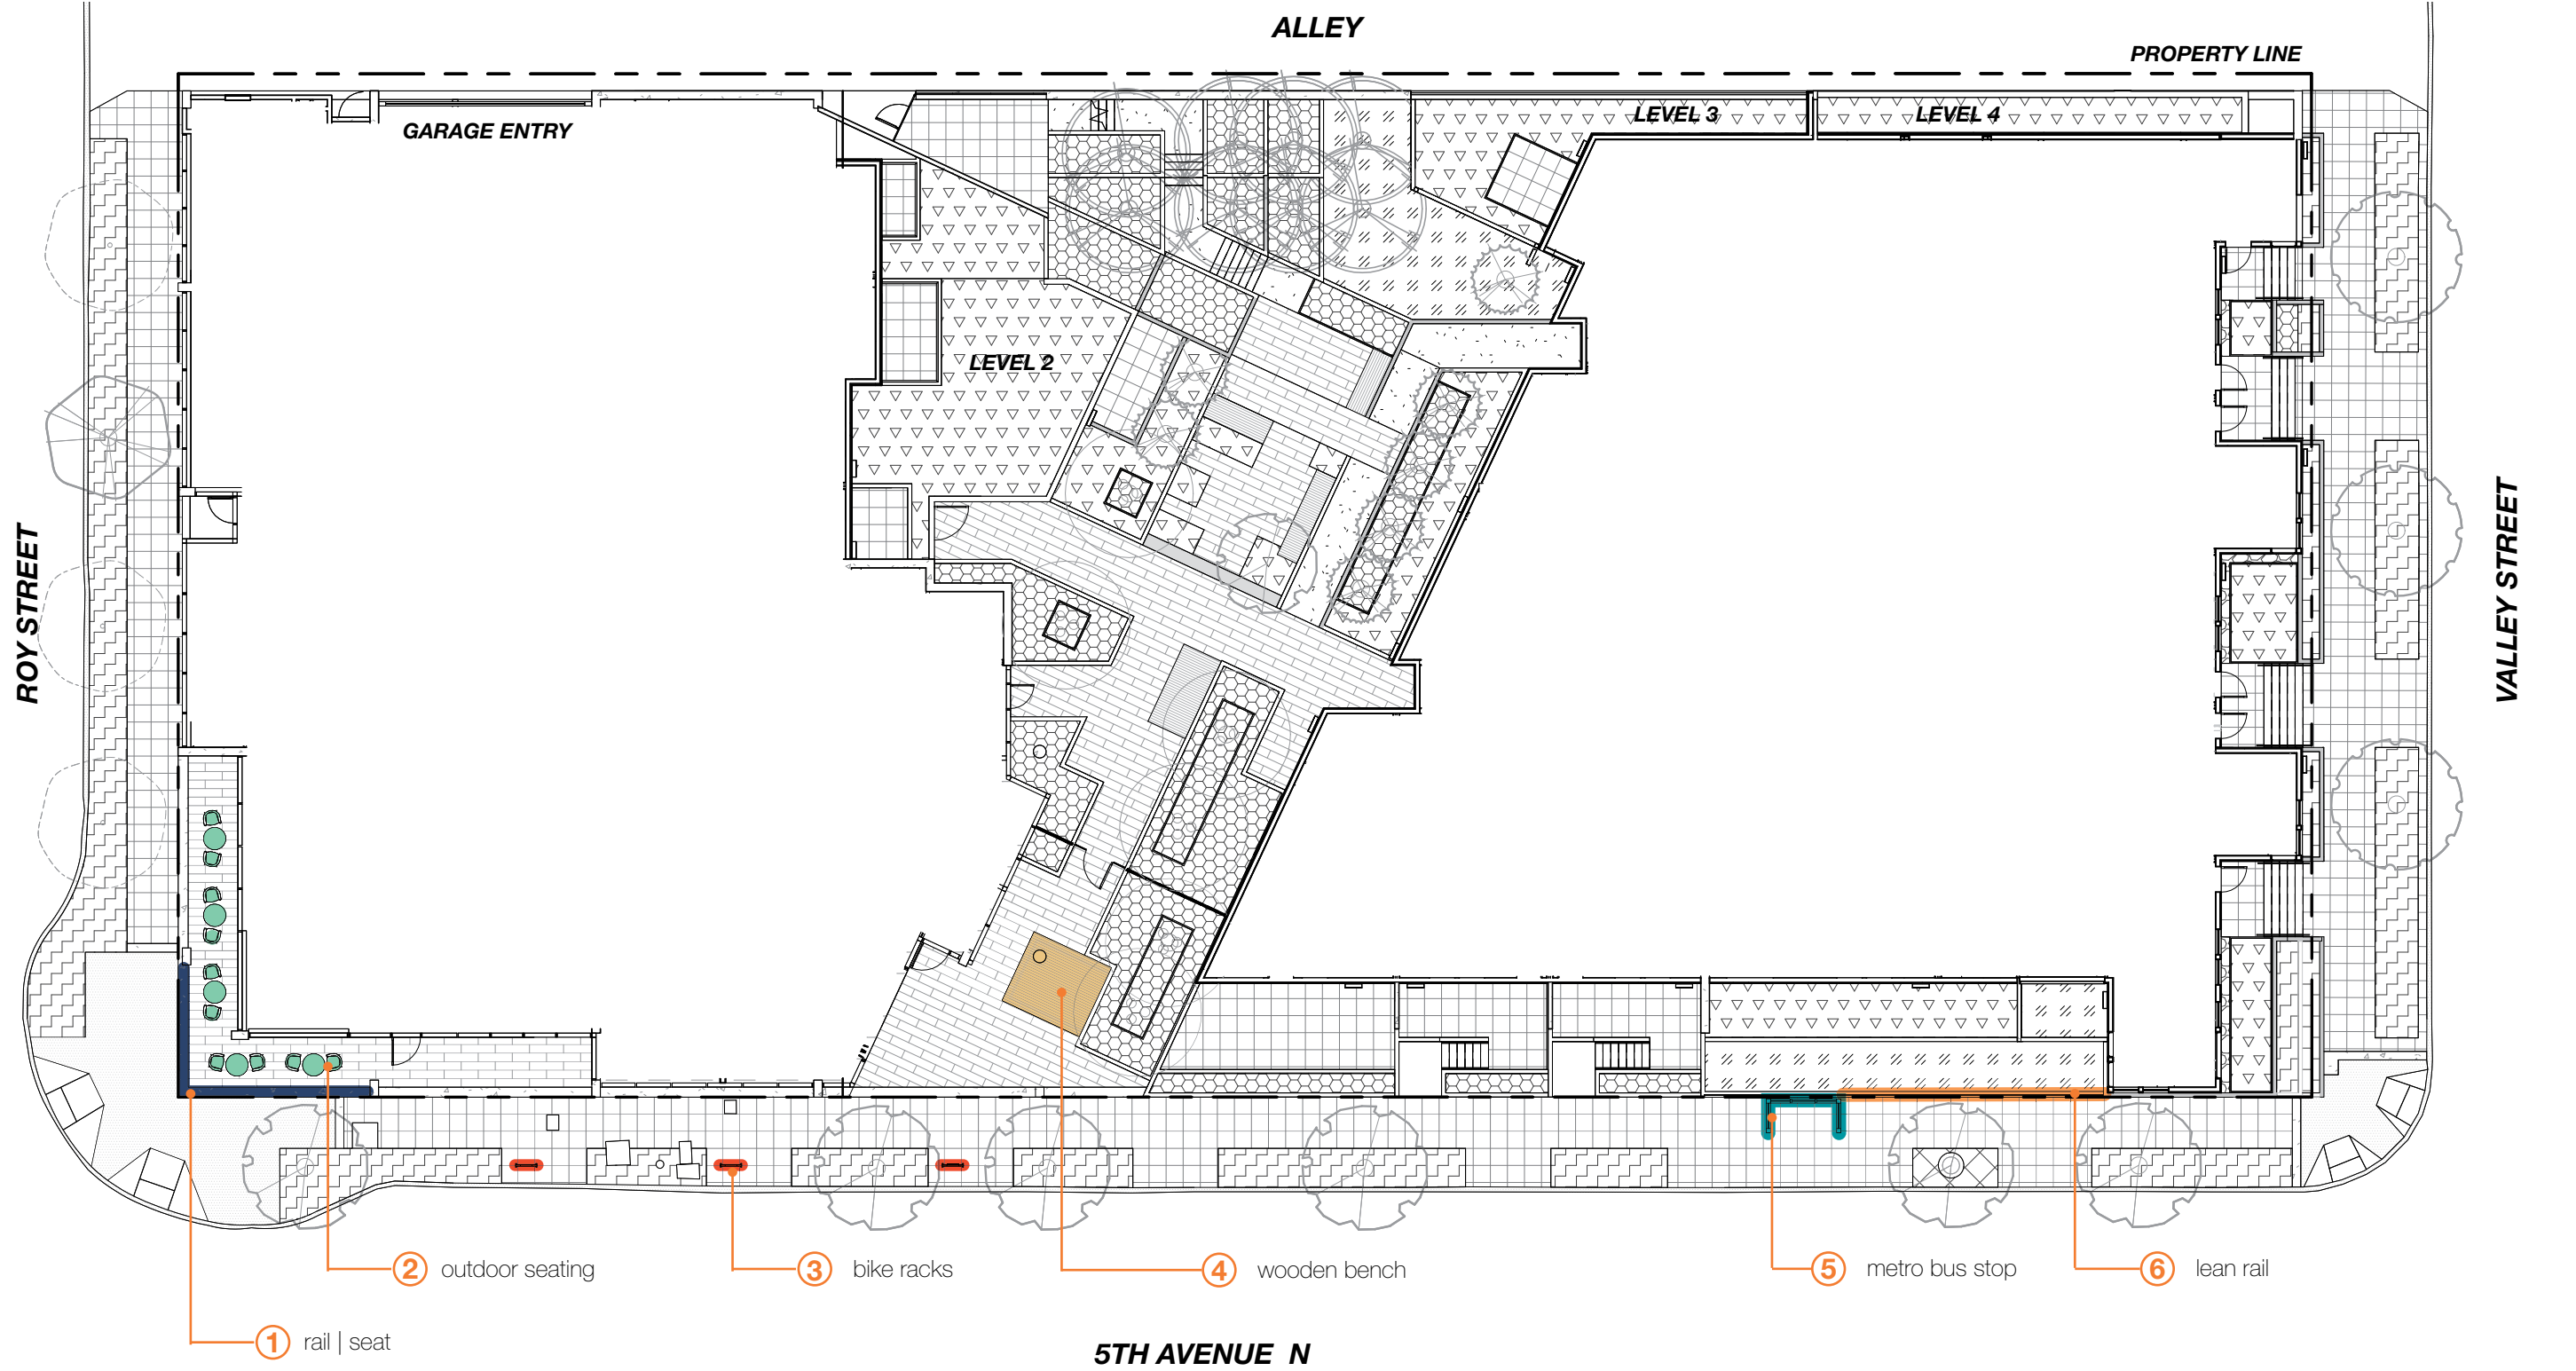 ALLEY
PROPERTY LINE
GARAGE ENTRY
LEVEL 3
LEVEL 4
LEVEL 2
ROY STREET
VALLEY STREET
2 outdoor seating
3 bike racks
4 wooden bench
5 metro bus stop
6 lean rail
1 rail | seat
5TH AVENUE N